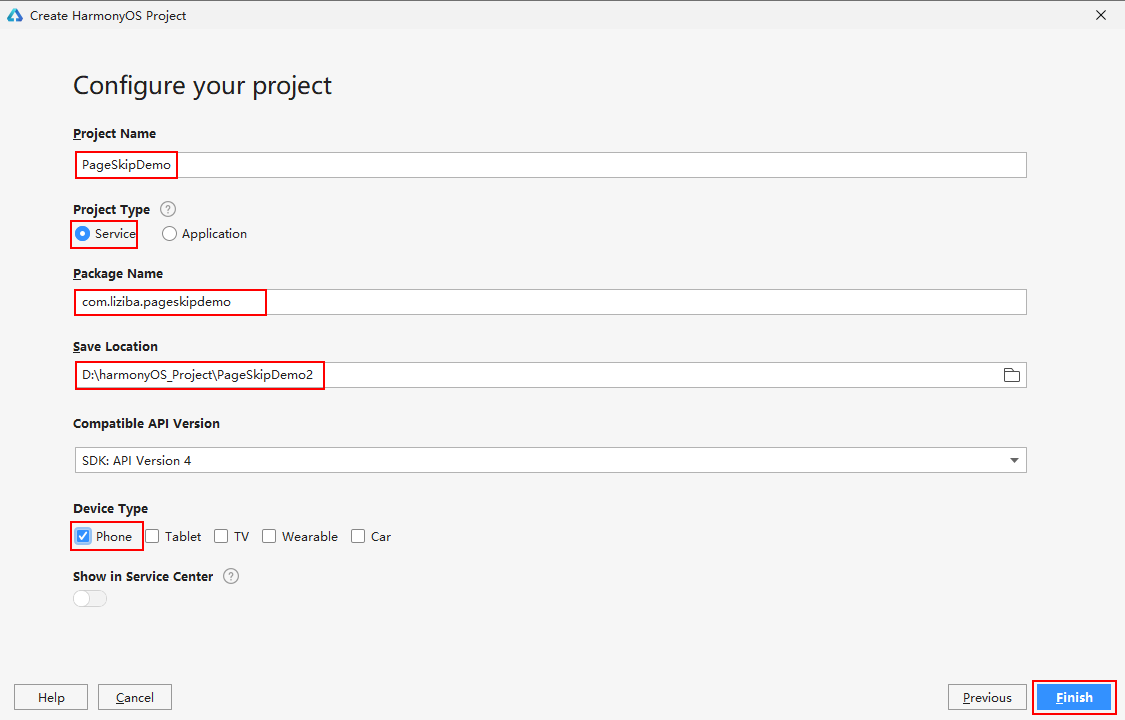 Create HarmonyOS Project
Configure your project
Project Name
PageSkipDemo
Project Type ?
Service Application
Package Name
com.liziba.pageskipdemo
Save Location
D:\harmonyOS_Project\PageSkipDemo2
Compatible API Version
SDK: API Version 4
Device Type
Phone Tablet TV Wearable Car
Show in Service Center ?
Help Cancel Previous Finish